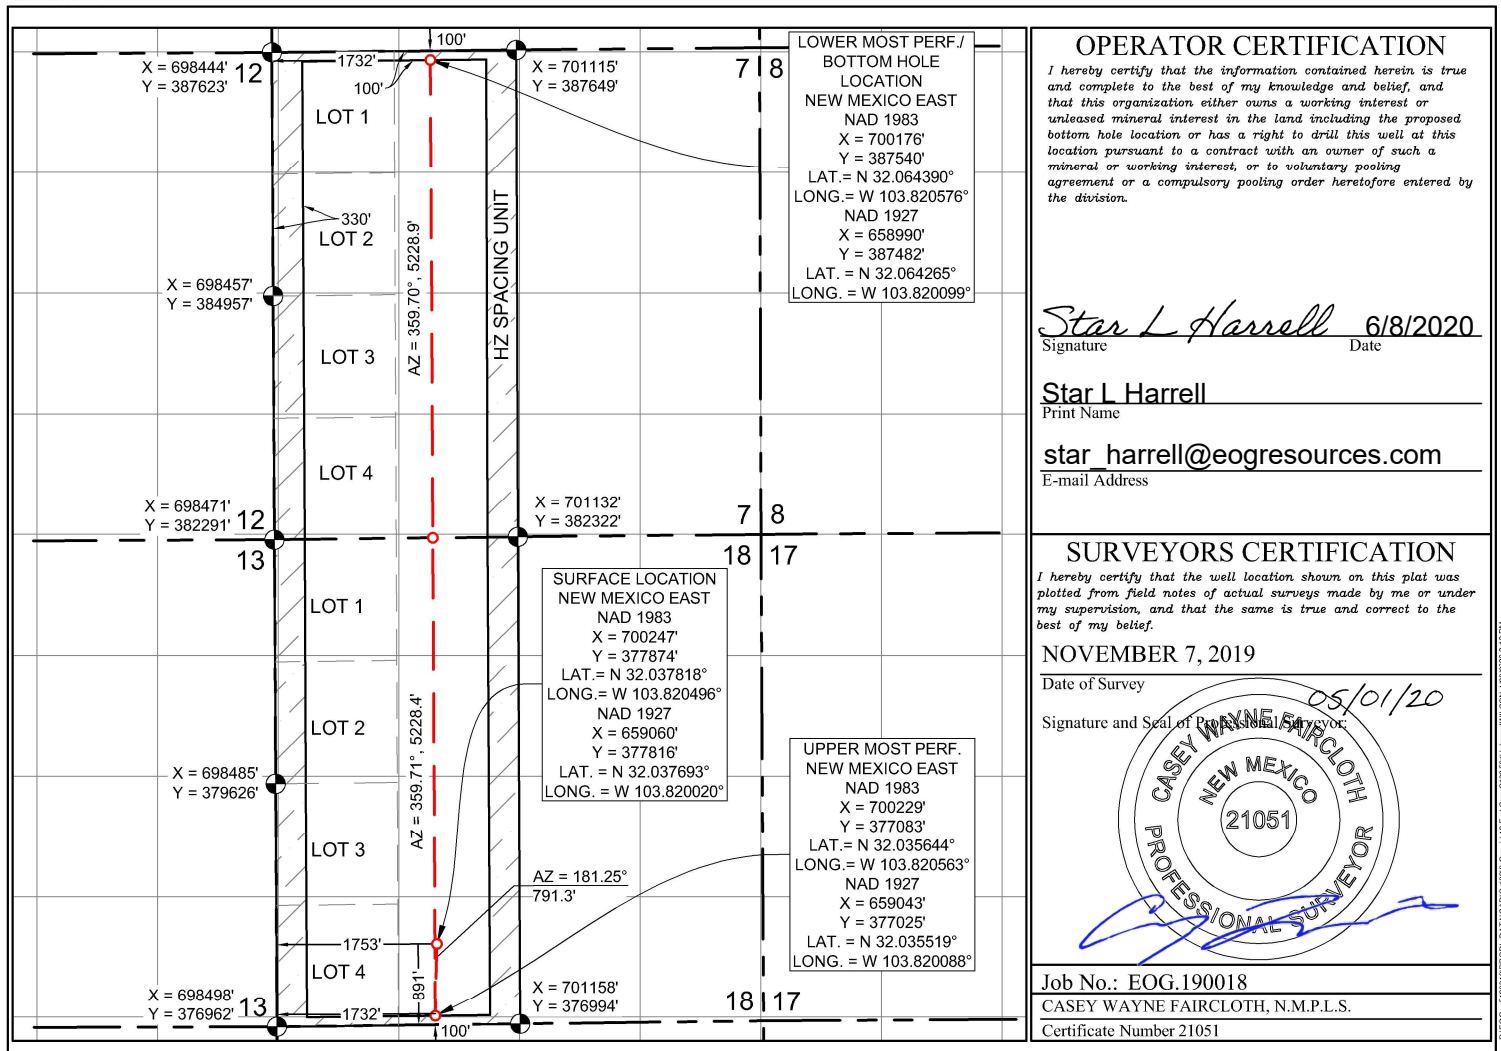 100'
X = 698444'
Y = 387623'
12
1732'
100'
X = 701115'
Y = 387649'
7 8
LOT 1
330'
LOT 2
X = 698457'
Y = 384957'
AZ = 359.70°, 5228.9'
HZ SPACING UNIT
LOT 3
LOT 4
X = 698471'
Y = 382291'
12
13
X = 701132'
Y = 382322'
7 8
18 17
LOT 1
LOT 2
X = 698485'
Y = 379626'
AZ = 359.71°, 5228.4'
LOT 3
AZ = 181.25°
791.3'
1753'
LOT 4
891'
X = 698498'
Y = 376962'
13
1732'
100'
X = 701158'
Y = 376994'
18 17
LOWER MOST PERF./
BOTTOM HOLE
LOCATION
NEW MEXICO EAST
NAD 1983
X = 700176'
Y = 387540'
LAT.= N 32.064390°
LONG.= W 103.820576°
NAD 1927
X = 658990'
Y = 387482'
LAT. = N 32.064265°
LONG. = W 103.820099°
SURFACE LOCATION
NEW MEXICO EAST
NAD 1983
X = 700247'
Y = 377874'
LAT.= N 32.037818°
LONG.= W 103.820496°
NAD 1927
X = 659060'
Y = 377816'
LAT. = N 32.037693°
LONG. = W 103.820020°
UPPER MOST PERF.
NEW MEXICO EAST
NAD 1983
X = 700229'
Y = 377083'
LAT.= N 32.035644°
LONG.= W 103.820563°
NAD 1927
X = 659043'
Y = 377025'
LAT. = N 32.035519°
LONG. = W 103.820088°
OPERATOR CERTIFICATION
I hereby certify that the information contained herein is true
and complete to the best of my knowledge and belief, and
that this organization either owns a working interest or
unleased mineral interest in the land including the proposed
bottom hole location or has a right to drill this well at this
location pursuant to a contract with an owner of such a
mineral or working interest, or to voluntary pooling
agreement or a compulsory pooling order heretofore entered by
the division.
Star L Harrell 6/8/2020
Signature Date
Star L Harrell
Print Name
star_harrell@eogresources.com
E-mail Address
SURVEYORS CERTIFICATION
I hereby certify that the well location shown on this plat was
plotted from field notes of actual surveys made by me or under
my supervision, and that the same is true and correct to the
best of my belief.
NOVEMBER 7, 2019
Date of Survey
05/01/20
Signature and Seal of Professional Surveyor:
CASEY WAYNE FAIRCLOTH
NEW MEXICO
21051
PROFESSIONAL SURVEYOR
Job No.: EOG.190018
CASEY WAYNE FAIRCLOTH, N.M.P.L.S.
Certificate Number 21051